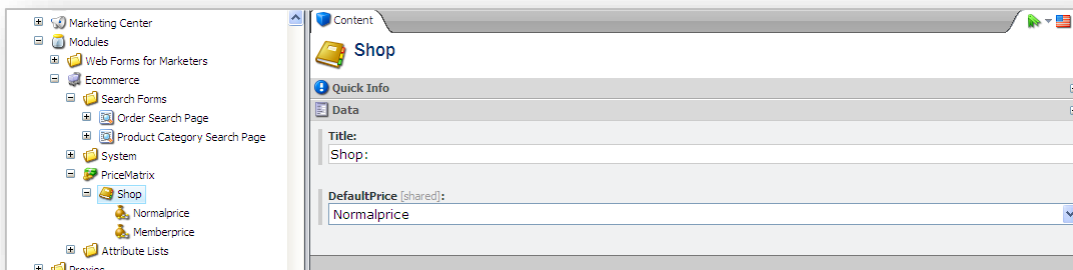 Marketing Center
Modules
Web Forms for Marketers
Ecommerce
Search Forms
Order Search Page
Product Category Search Page
System
PriceMatrix
Shop
Normalprice
Memberprice
Attribute Lists
Proxies
Content
Shop
Quick Info
Data
Title:
Shop:
DefaultPrice [shared]:
Normalprice